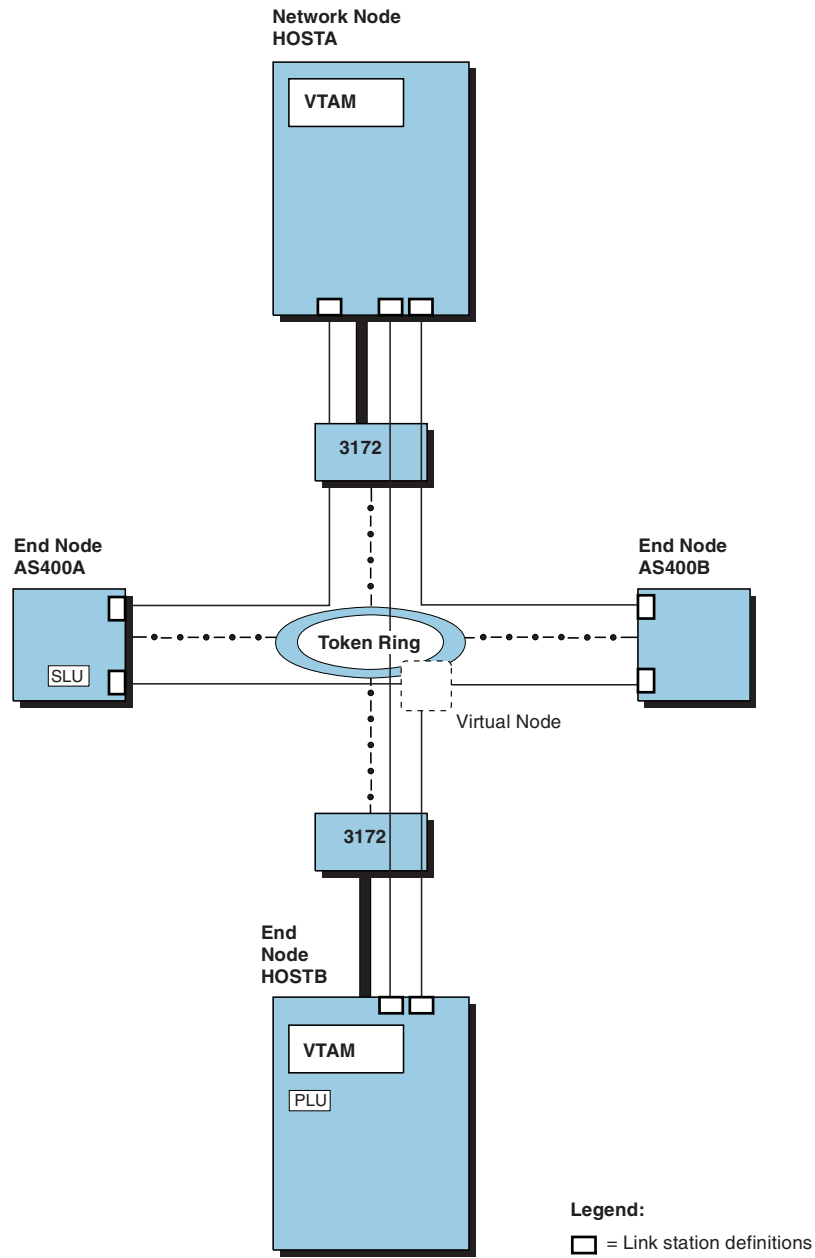 Network Node
HOSTA
VTAM
3172
End Node
AS400A
End Node
AS400B
Token Ring
SLU
Virtual Node
3172
End
Node
HOSTB
VTAM
PLU
Legend:
= Link station definitions